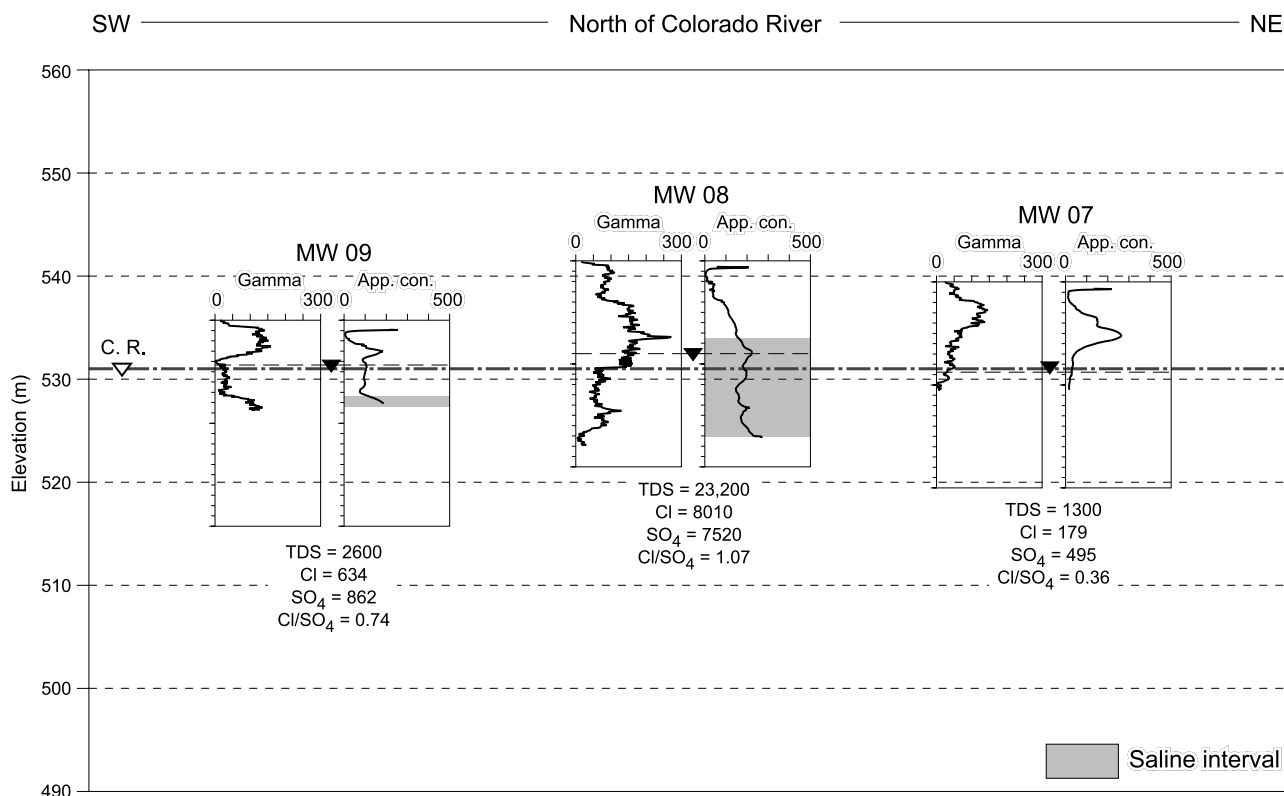 SW North of Colorado River NE
560
550
540
530
520
510
500
490
Elevation (m)
C. R.
MW 09
Gamma App. con.
0 300 0 500
TDS = 2600
Cl = 634
SO4 = 862
Cl/SO4 = 0.74
MW 08
Gamma App. con.
0 300 0 500
TDS = 23,200
Cl = 8010
SO4 = 7520
Cl/SO4 = 1.07
MW 07
Gamma App. con.
0 300 0 500
TDS = 1300
Cl = 179
SO4 = 495
Cl/SO4 = 0.36
Saline interval